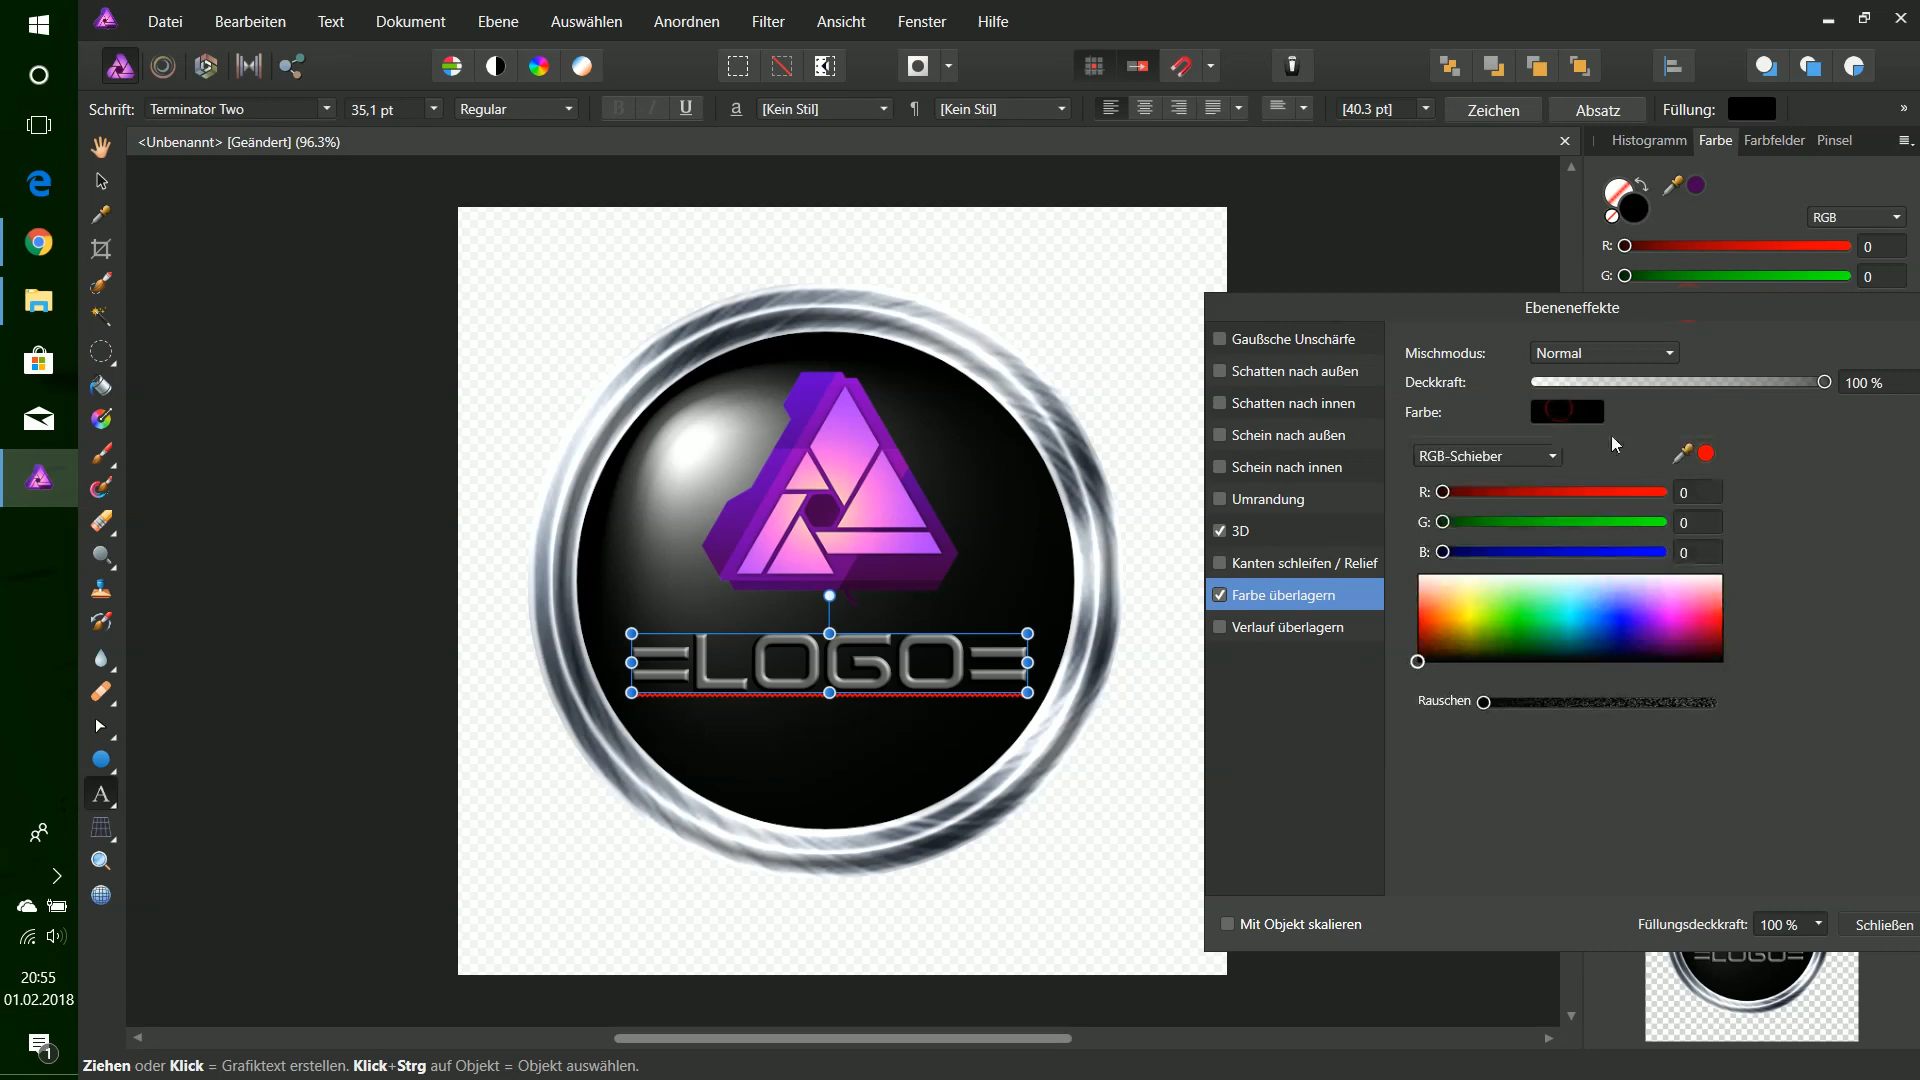 Datei Bearbeiten Text Dokument Ebene Auswählen Anordnen Filter Ansicht Fenster Hilfe
Schrift: Terminator Two 35,1 pt Regular B I U a [Kein Stil] ¶ [Kein Stil] [40.3 pt] Zeichen Absatz Füllung: »
<Unbenannt> [Geändert] (96.3%)
Histogramm Farbe Farbfelder Pinsel
RGB
R: 0
G: 0
Ebeneneffekte
Gaußsche Unschärfe
Schatten nach außen
Schatten nach innen
Schein nach außen
Schein nach innen
Umrandung
3D
Kanten schleifen / Relief
Farbe überlagern
Verlauf überlagern
Mischmodus: Normal
Deckkraft: 100 %
Farbe:
RGB-Schieber
R: 0
G: 0
B: 0
Rauschen
Mit Objekt skalieren
Füllungsdeckkraft: 100 % Schließen
LOGO
LOGO
A
20:55
01.02.2018
1
Ziehen oder Klick = Grafiktext erstellen. Klick+Strg auf Objekt = Objekt auswählen.